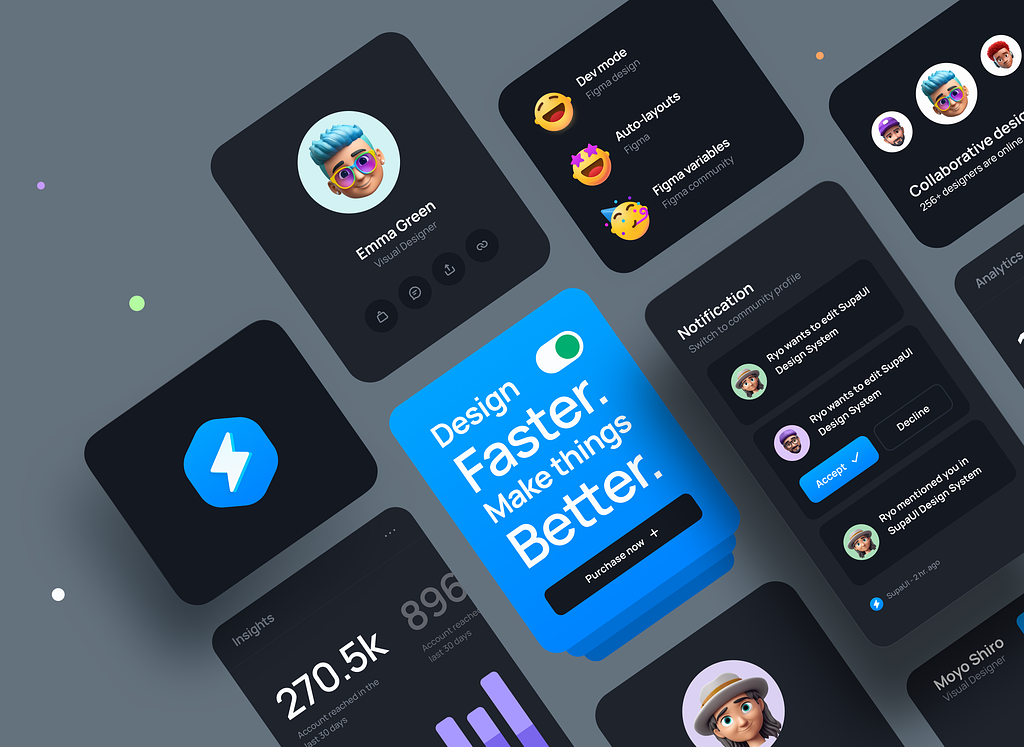 Dev mode
Figma design
Auto-layouts
Figma
Figma variables
Figma community
Emma Green
Visual Designer
Collaborative
256+ designers are online
Analytics
Notification
Switch to community profile
Ryo wants to edit SupaUI
Design System
Ryo wants to edit SupaUI
Design System
Accept
Decline
Ryo mentioned you in
SupaUI Design System
SupaUI - 2 hr. ago
Design
Faster.
Make things
Better.
Purchase now
Insights
270.5k
Account reached in the
last 30 days
896
Account reached
last 30 days
Moyo Shiro
Visual Designer